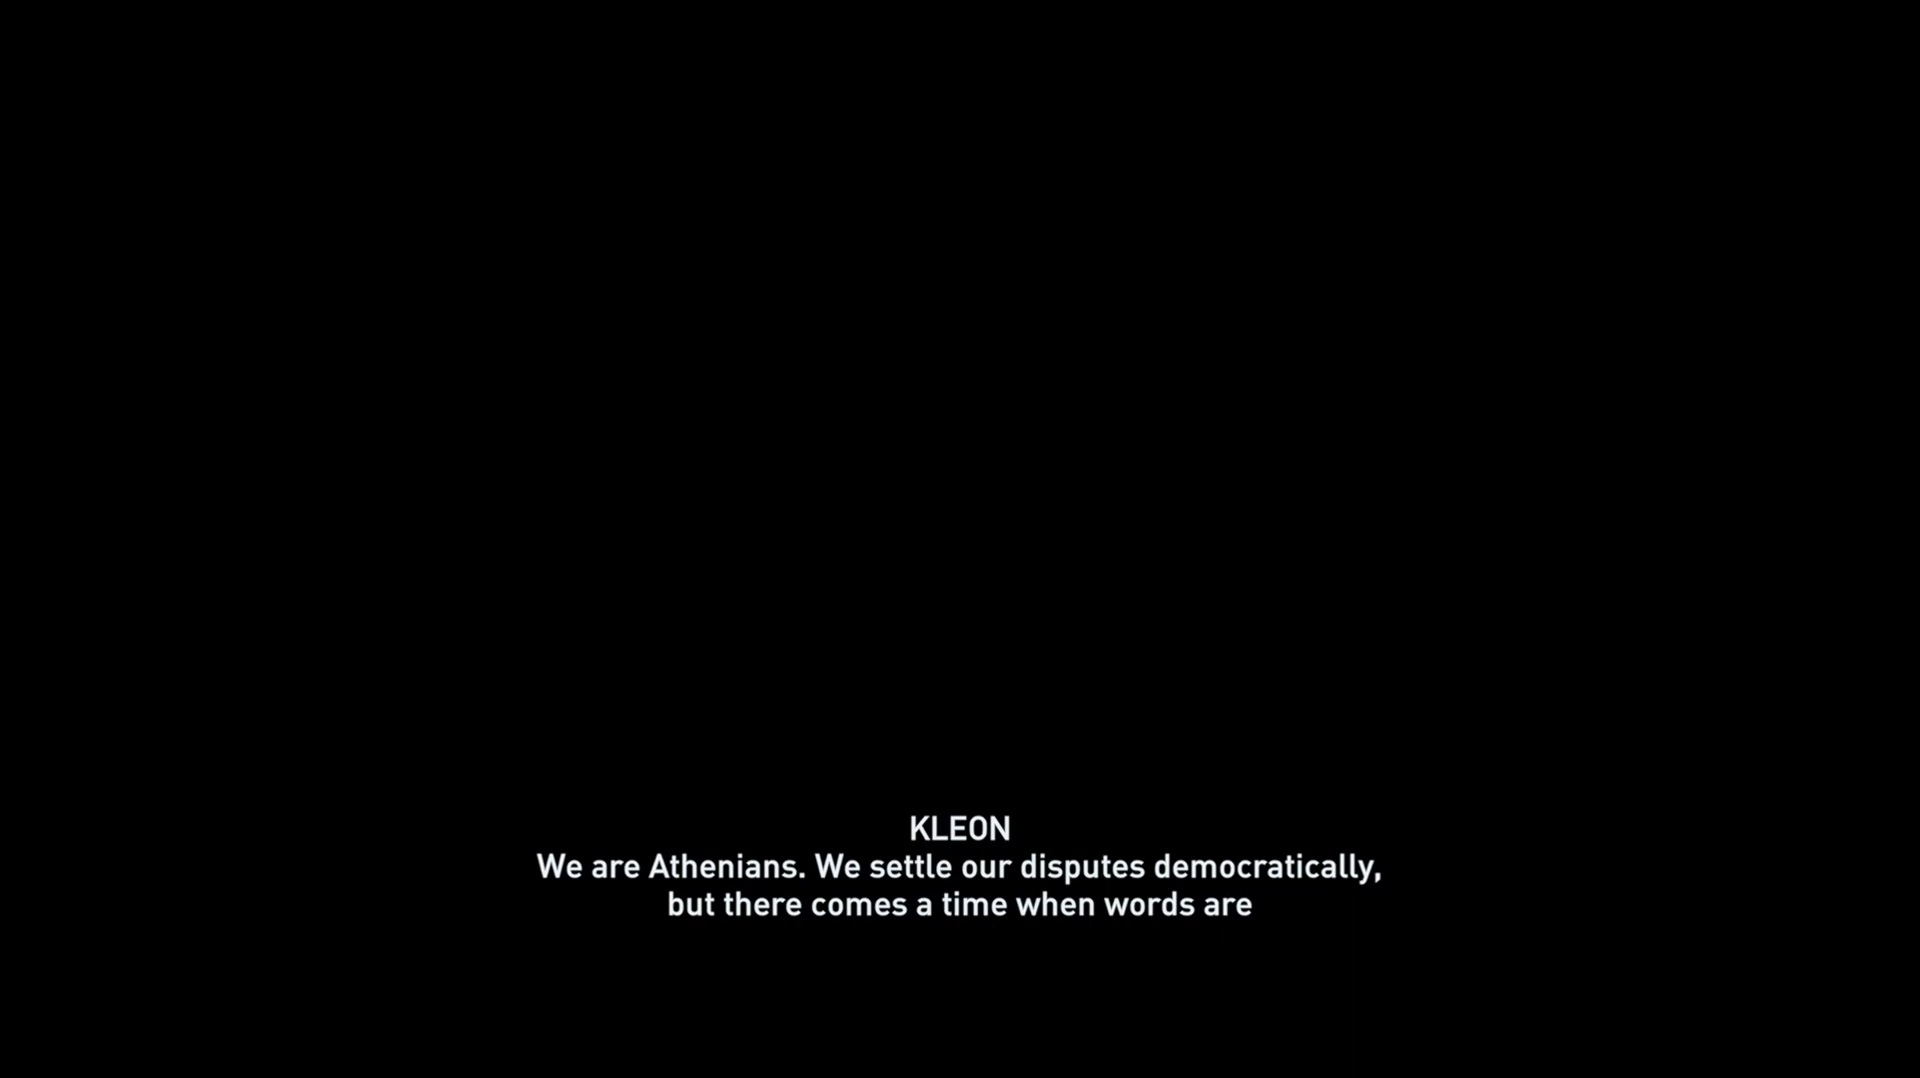 KLEON
We are Athenians. We settle our disputes democratically,
but there comes a time when words are